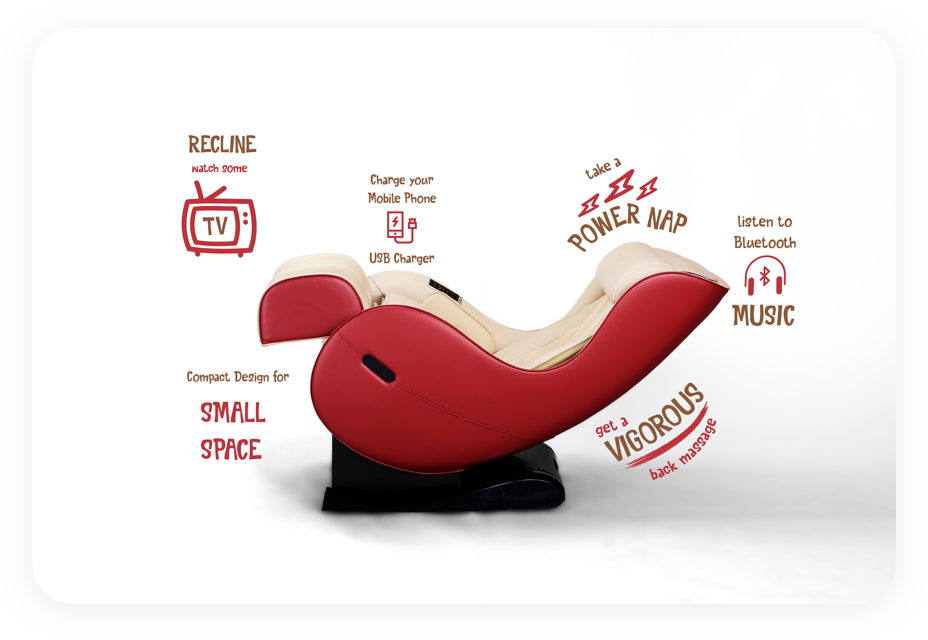 RECLINE
watch some
TV
Charge your
Mobile Phone
USB Charger
take a
POWER NAP
listen to
Bluetooth
MUSIC
Compact Design for
SMALL
SPACE
get a
VIGOROUS
back massage